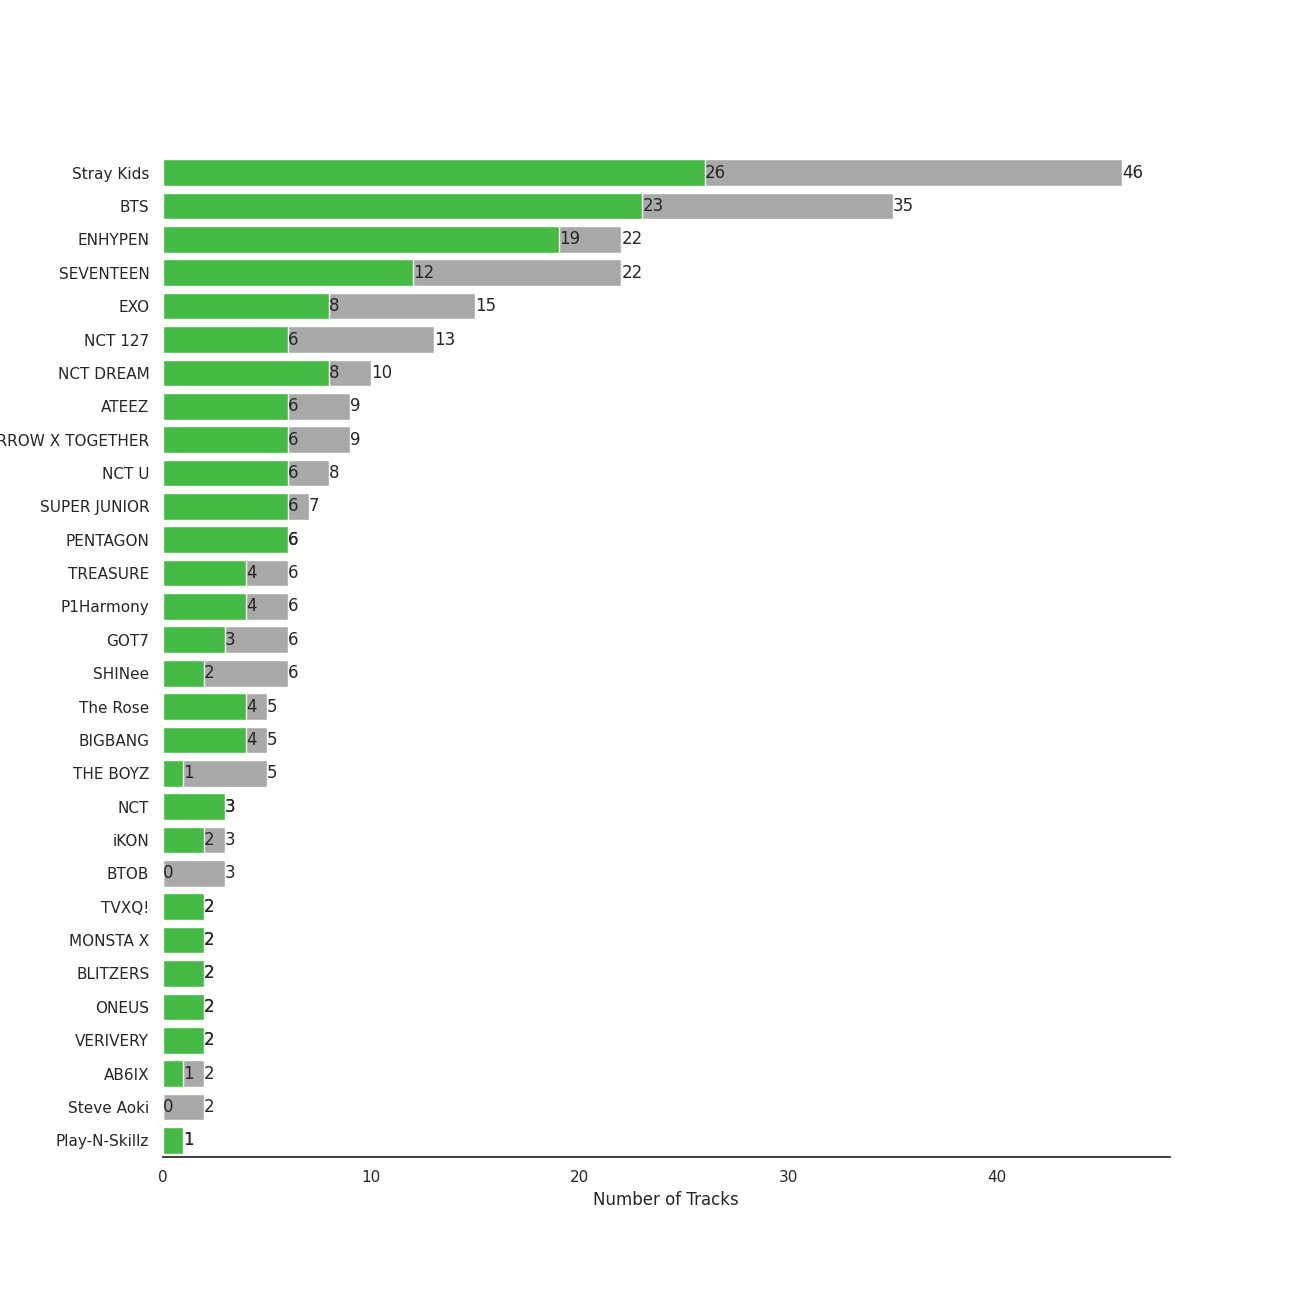 Stray Kids 26 46
BTS 23 35
ENHYPEN 19 22
SEVENTEEN 12 22
EXO 8 15
NCT 127 6 13
NCT DREAM 8 10
ATEEZ 6 9
RROW X TOGETHER 6 9
NCT U 6 8
SUPER JUNIOR 6 7
PENTAGON 6
TREASURE 4 6
P1Harmony 4 6
GOT7 3 6
SHINee 2 6
The Rose 4 5
BIGBANG 4 5
THE BOYZ 1 5
NCT 3
iKON 2 3
BTOB 0 3
TVXQ! 2
MONSTA X 2
BLITZERS 2
ONEUS 2
VERIVERY 2
AB6IX 1 2
Steve Aoki 0 2
Play-N-Skillz 1
0 10 20 30 40
Number of Tracks